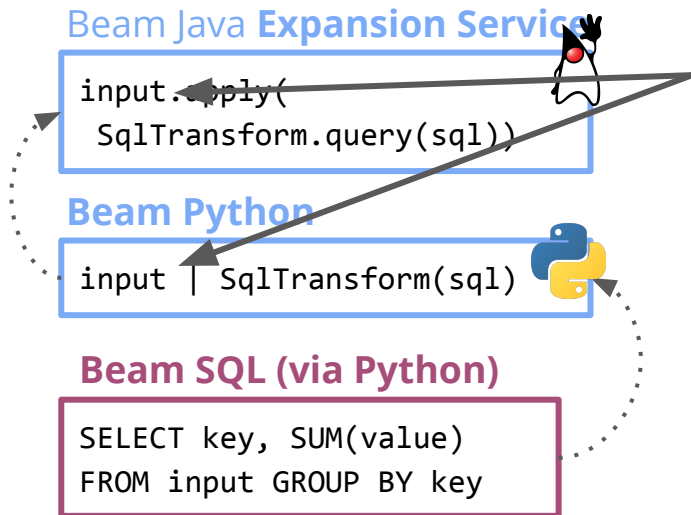 Beam Java Expansion Service
input.apply(
SqlTransform.query(sql))
Beam Python
input | SqlTransform(sql)
Beam SQL (via Python)
SELECT key, SUM(value)
FROM input GROUP BY key